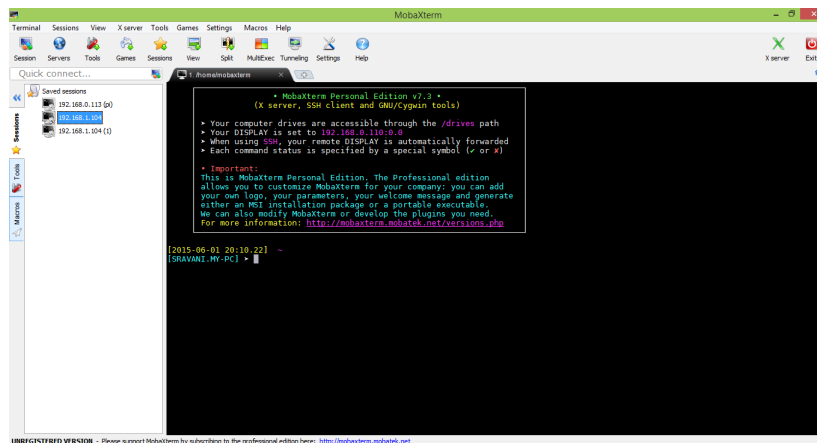 MobaXterm
Terminal Sessions View X server Tools Games Settings Macros Help
Session Servers Tools Games Sessions View Split MultiExec Tunneling Settings Help X server Exit
Quick connect...
1. /home/mobaxterm
Saved sessions
192.168.0.113 (pi)
192.168.1.104
192.168.1.104 (1)
Sessions
Tools
Macros
• MobaXterm Personal Edition v7.3 •
(X server, SSH client and GNU/Cygwin tools)
➤ Your computer drives are accessible through the /drives path
➤ Your DISPLAY is set to 192.168.0.110:0.0
➤ When using SSH, your remote DISPLAY is automatically forwarded
➤ Each command status is specified by a special symbol (✓ or ✗)
• Important:
This is MobaXterm Personal Edition. The Professional edition
allows you to customize MobaXterm for your company: you can add
your own logo, your parameters, your welcome message and generate
either an MSI installation package or a portable executable.
We can also modify MobaXterm or develop the plugins you need.
For more information: http://mobaxterm.mobatek.net/versions.php
[2015-06-01 20:10.22] ~
[SRAVANI.MY-PC] ➤
UNREGISTERED VERSION - Please support MobaXterm by subscribing to the professional edition here: http://mobaxterm.mobatek.net